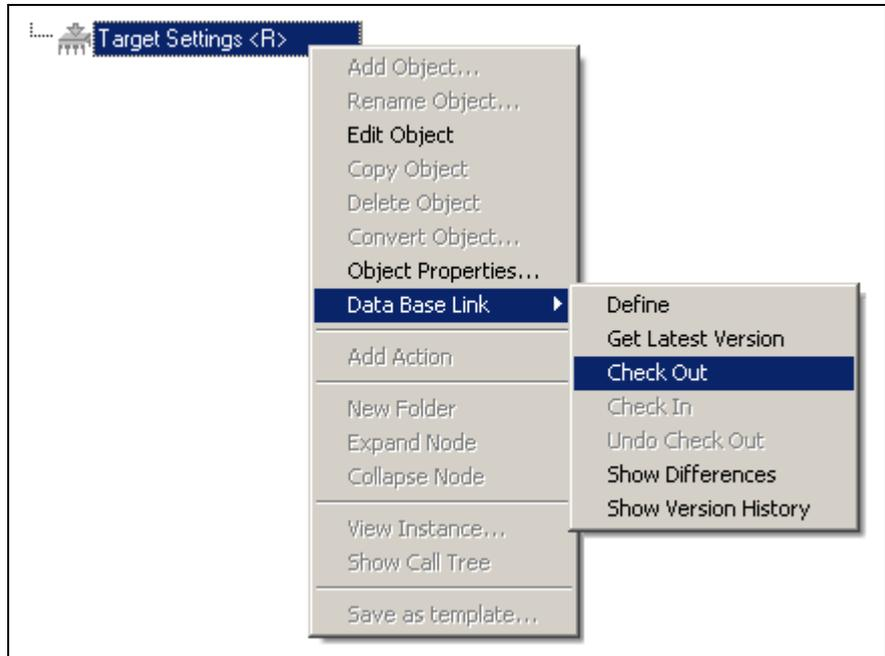 Target Settings <R>
Add Object...
Rename Object...
Edit Object
Copy Object
Delete Object
Convert Object...
Object Properties...
Data Base Link
Add Action
New Folder
Expand Node
Collapse Node
View Instance...
Show Call Tree
Save as template...
Define
Get Latest Version
Check Out
Check In
Undo Check Out
Show Differences
Show Version History